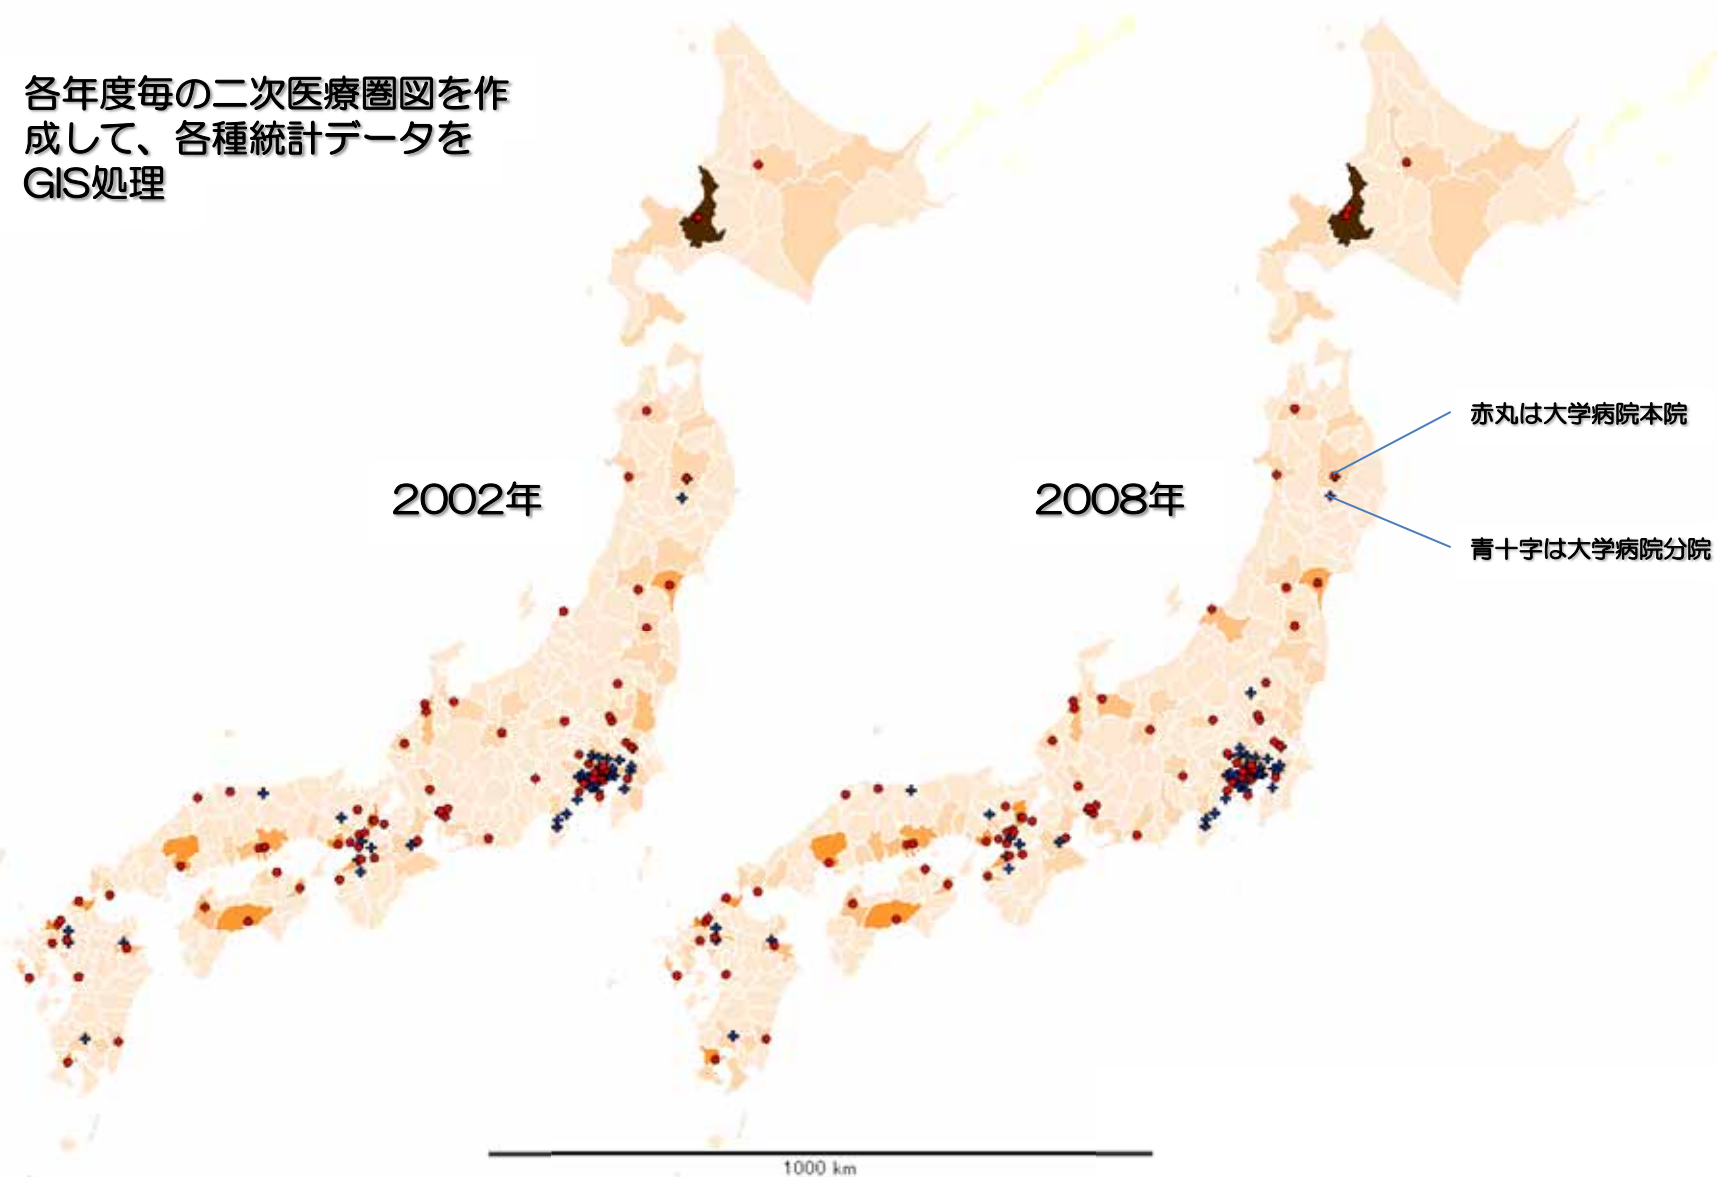 各年度毎の二次医療圏図を作
成して、各種統計データを
GIS処理
2002年
2008年
赤丸は大学病院本院
青十字は大学病院分院
1000 km